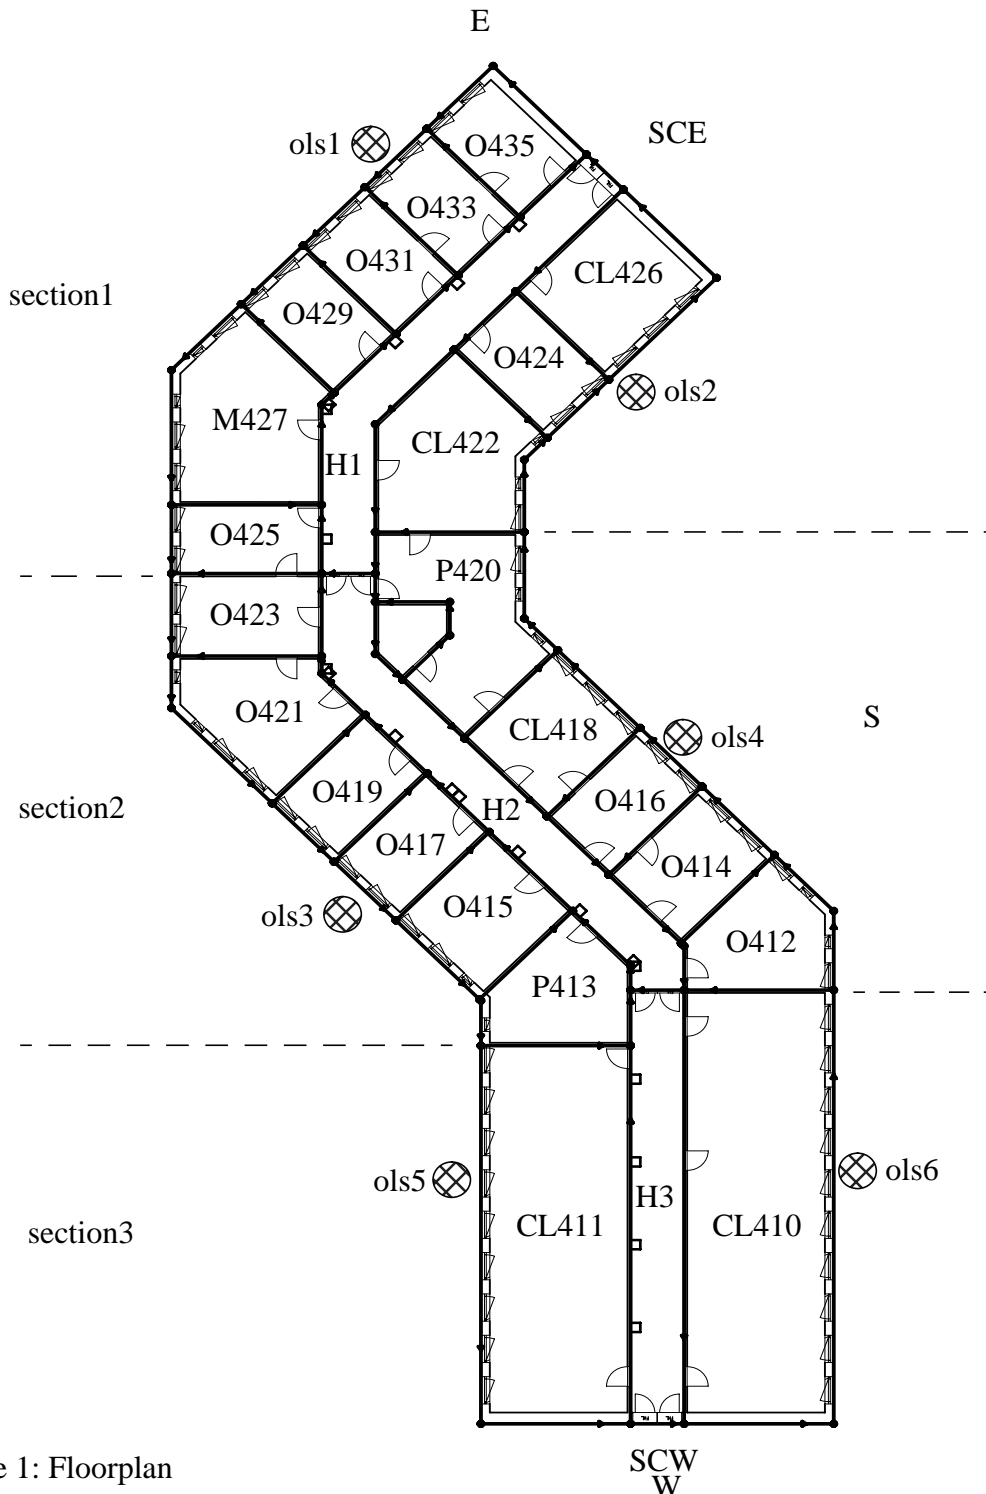 E
SCE
ols1
O435
O433
O431
CL426
section1
O429
O424
ols2
M427
CL422
H1
O425
P420
O423
O421
CL418
ols4
S
O419
O416
section2
H2
O417
O414
O415
ols3
O412
P413
ols5
ols6
H3
CL411
CL410
section3
SCW
W
e 1: Floorplan